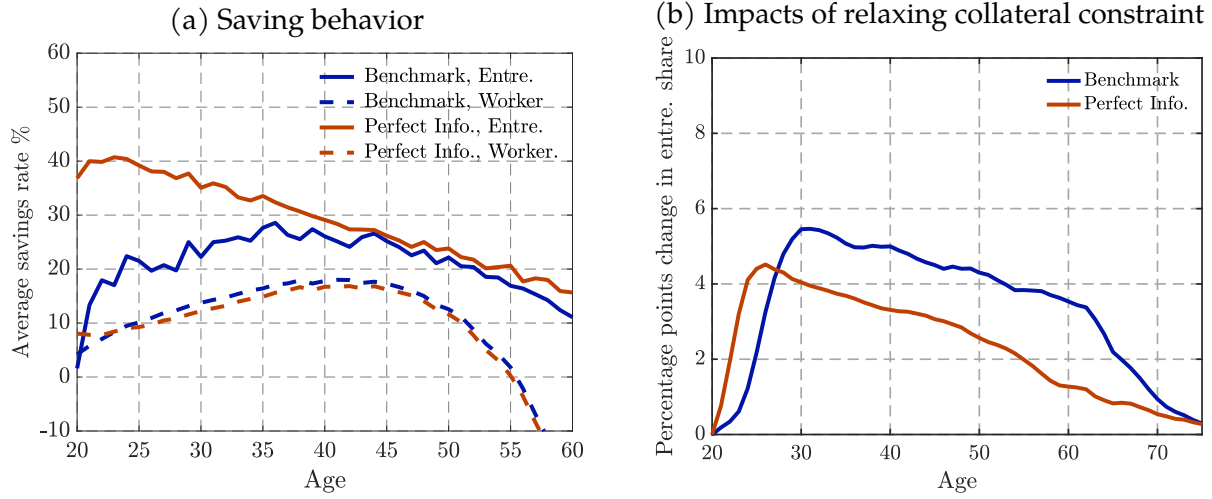 (a) Saving behavior
Average savings rate %
60
50
40
30
20
10
0
-10
Benchmark, Entre.
Benchmark, Worker
Perfect Info., Entre.
Perfect Info., Worker.
20 25 30 35 40 45 50 55 60
Age
(b) Impacts of relaxing collateral constraint
Percentage points change in entre. share
10
8
6
4
2
0
Benchmark
Perfect Info.
20 30 40 50 60 70
Age